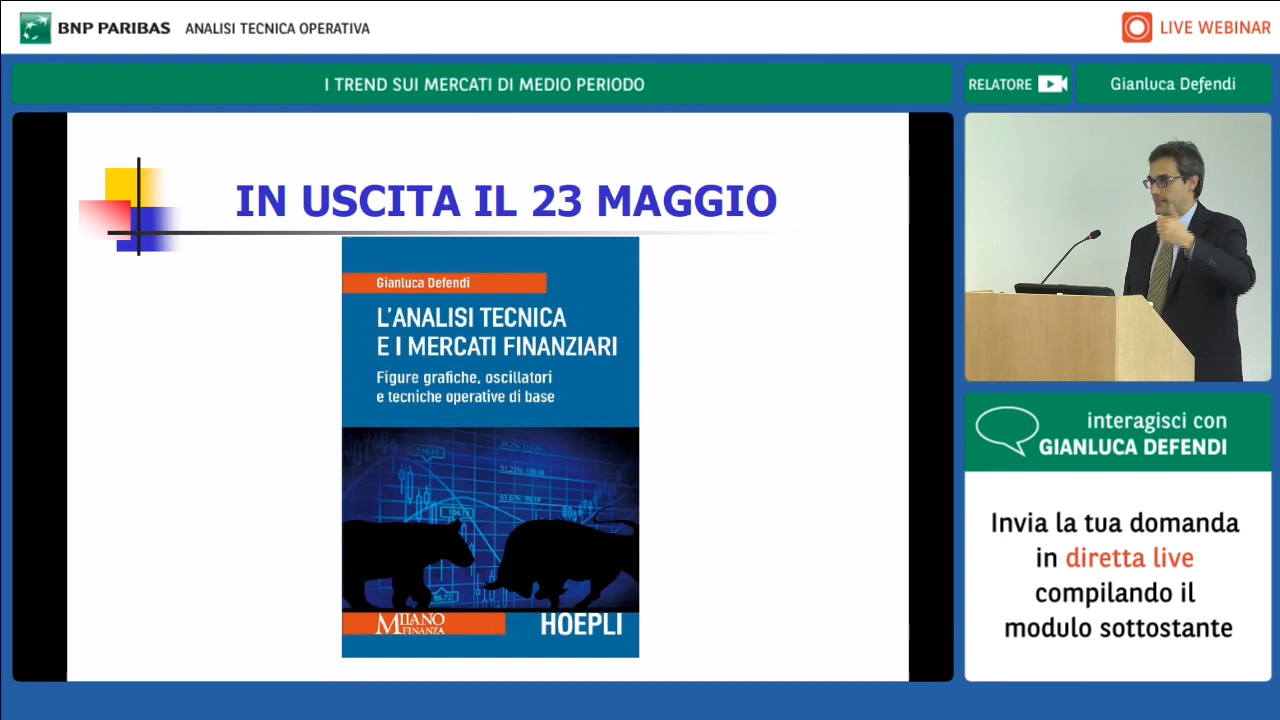 BNP PARIBAS
ANALISI TECNICA OPERATIVA
LIVE WEBINAR
I TREND SUI MERCATI DI MEDIO PERIODO
RELATORE
Gianluca Defendi
IN USCITA IL 23 MAGGIO
Gianluca Defendi
L'ANALISI TECNICA
E I MERCATI FINANZIARI
Figure grafiche, oscillatori
e tecniche operative di base
MILANO
FINANZA
HOEPLI
interagisci con
GIANLUCA DEFENDI
Invia la tua domanda
in diretta live
compilando il
modulo sottostante